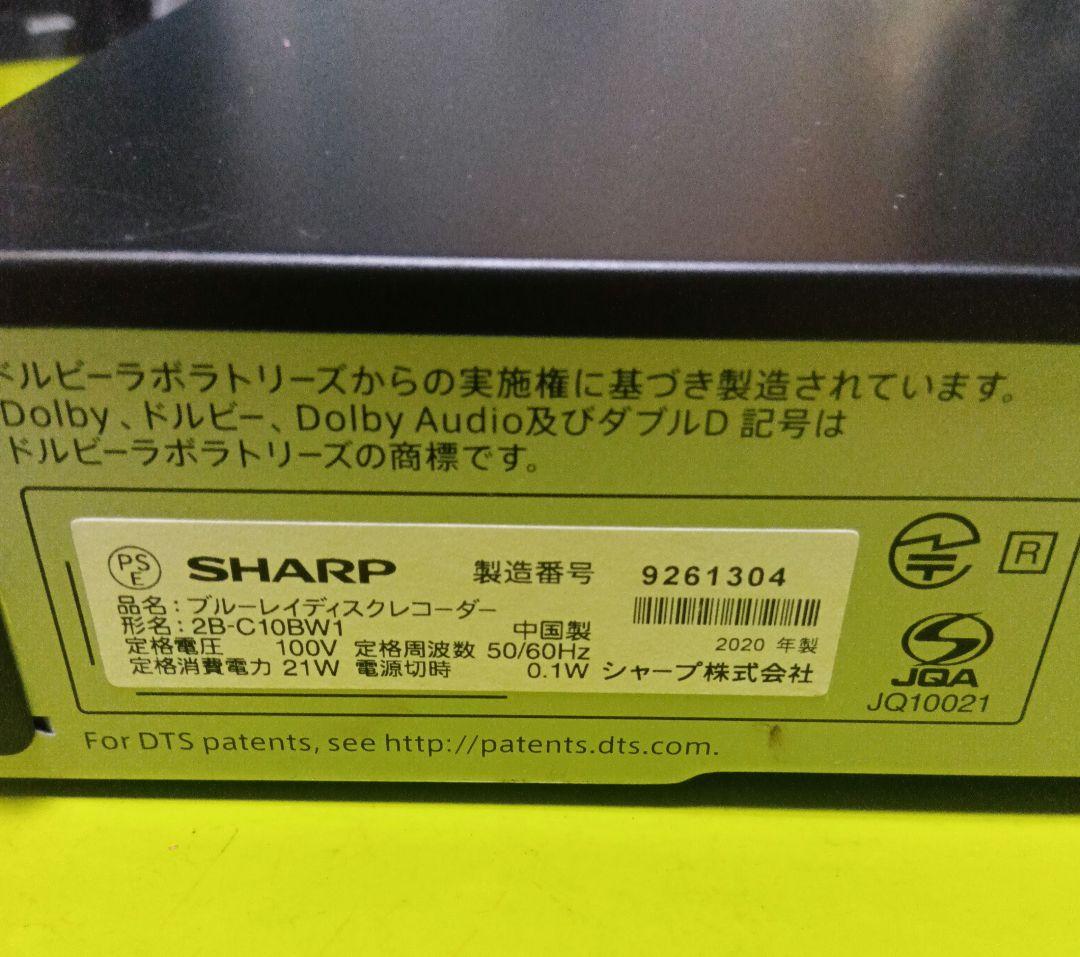 ドルビーラボラトリーズからの実施権に基づき製造されています。
Dolby、ドルビー、Dolby Audio及びダブルD 記号は
ドルビーラボラトリーズの商標です。
PS E SHARP 製造番号 9261304
品名：ブルーレイディスクレコーダー
形名：2B-C10BW1 中国製 2020 年製
定格電圧 100V 定格周波数 50/60Hz
定格消費電力 21W 電源切時 0.1W シャープ株式会社
R
JQA
JQ10021
For DTS patents, see http://patents.dts.com.